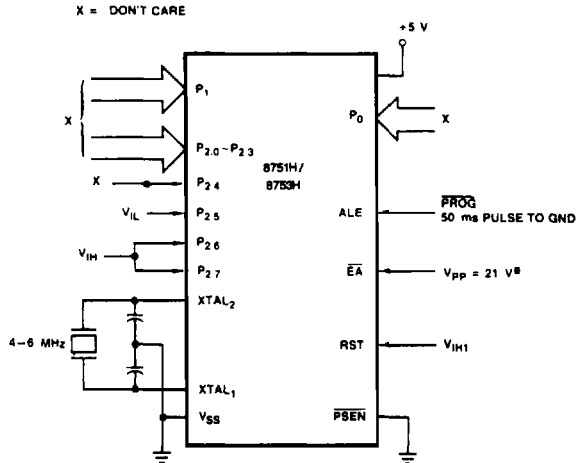 X = DON'T CARE
+5 V
P1
P0
X
X
P2.0~P2.3
8751H/
8753H
X
P2.4
PROG
50 ms PULSE TO GND
ALE
VIL
P2.5
P2.6
VIH
EA
VPP = 21 V*
P2.7
XTAL2
4–6 MHz
RST
VIH1
XTAL1
VSS
PSEN